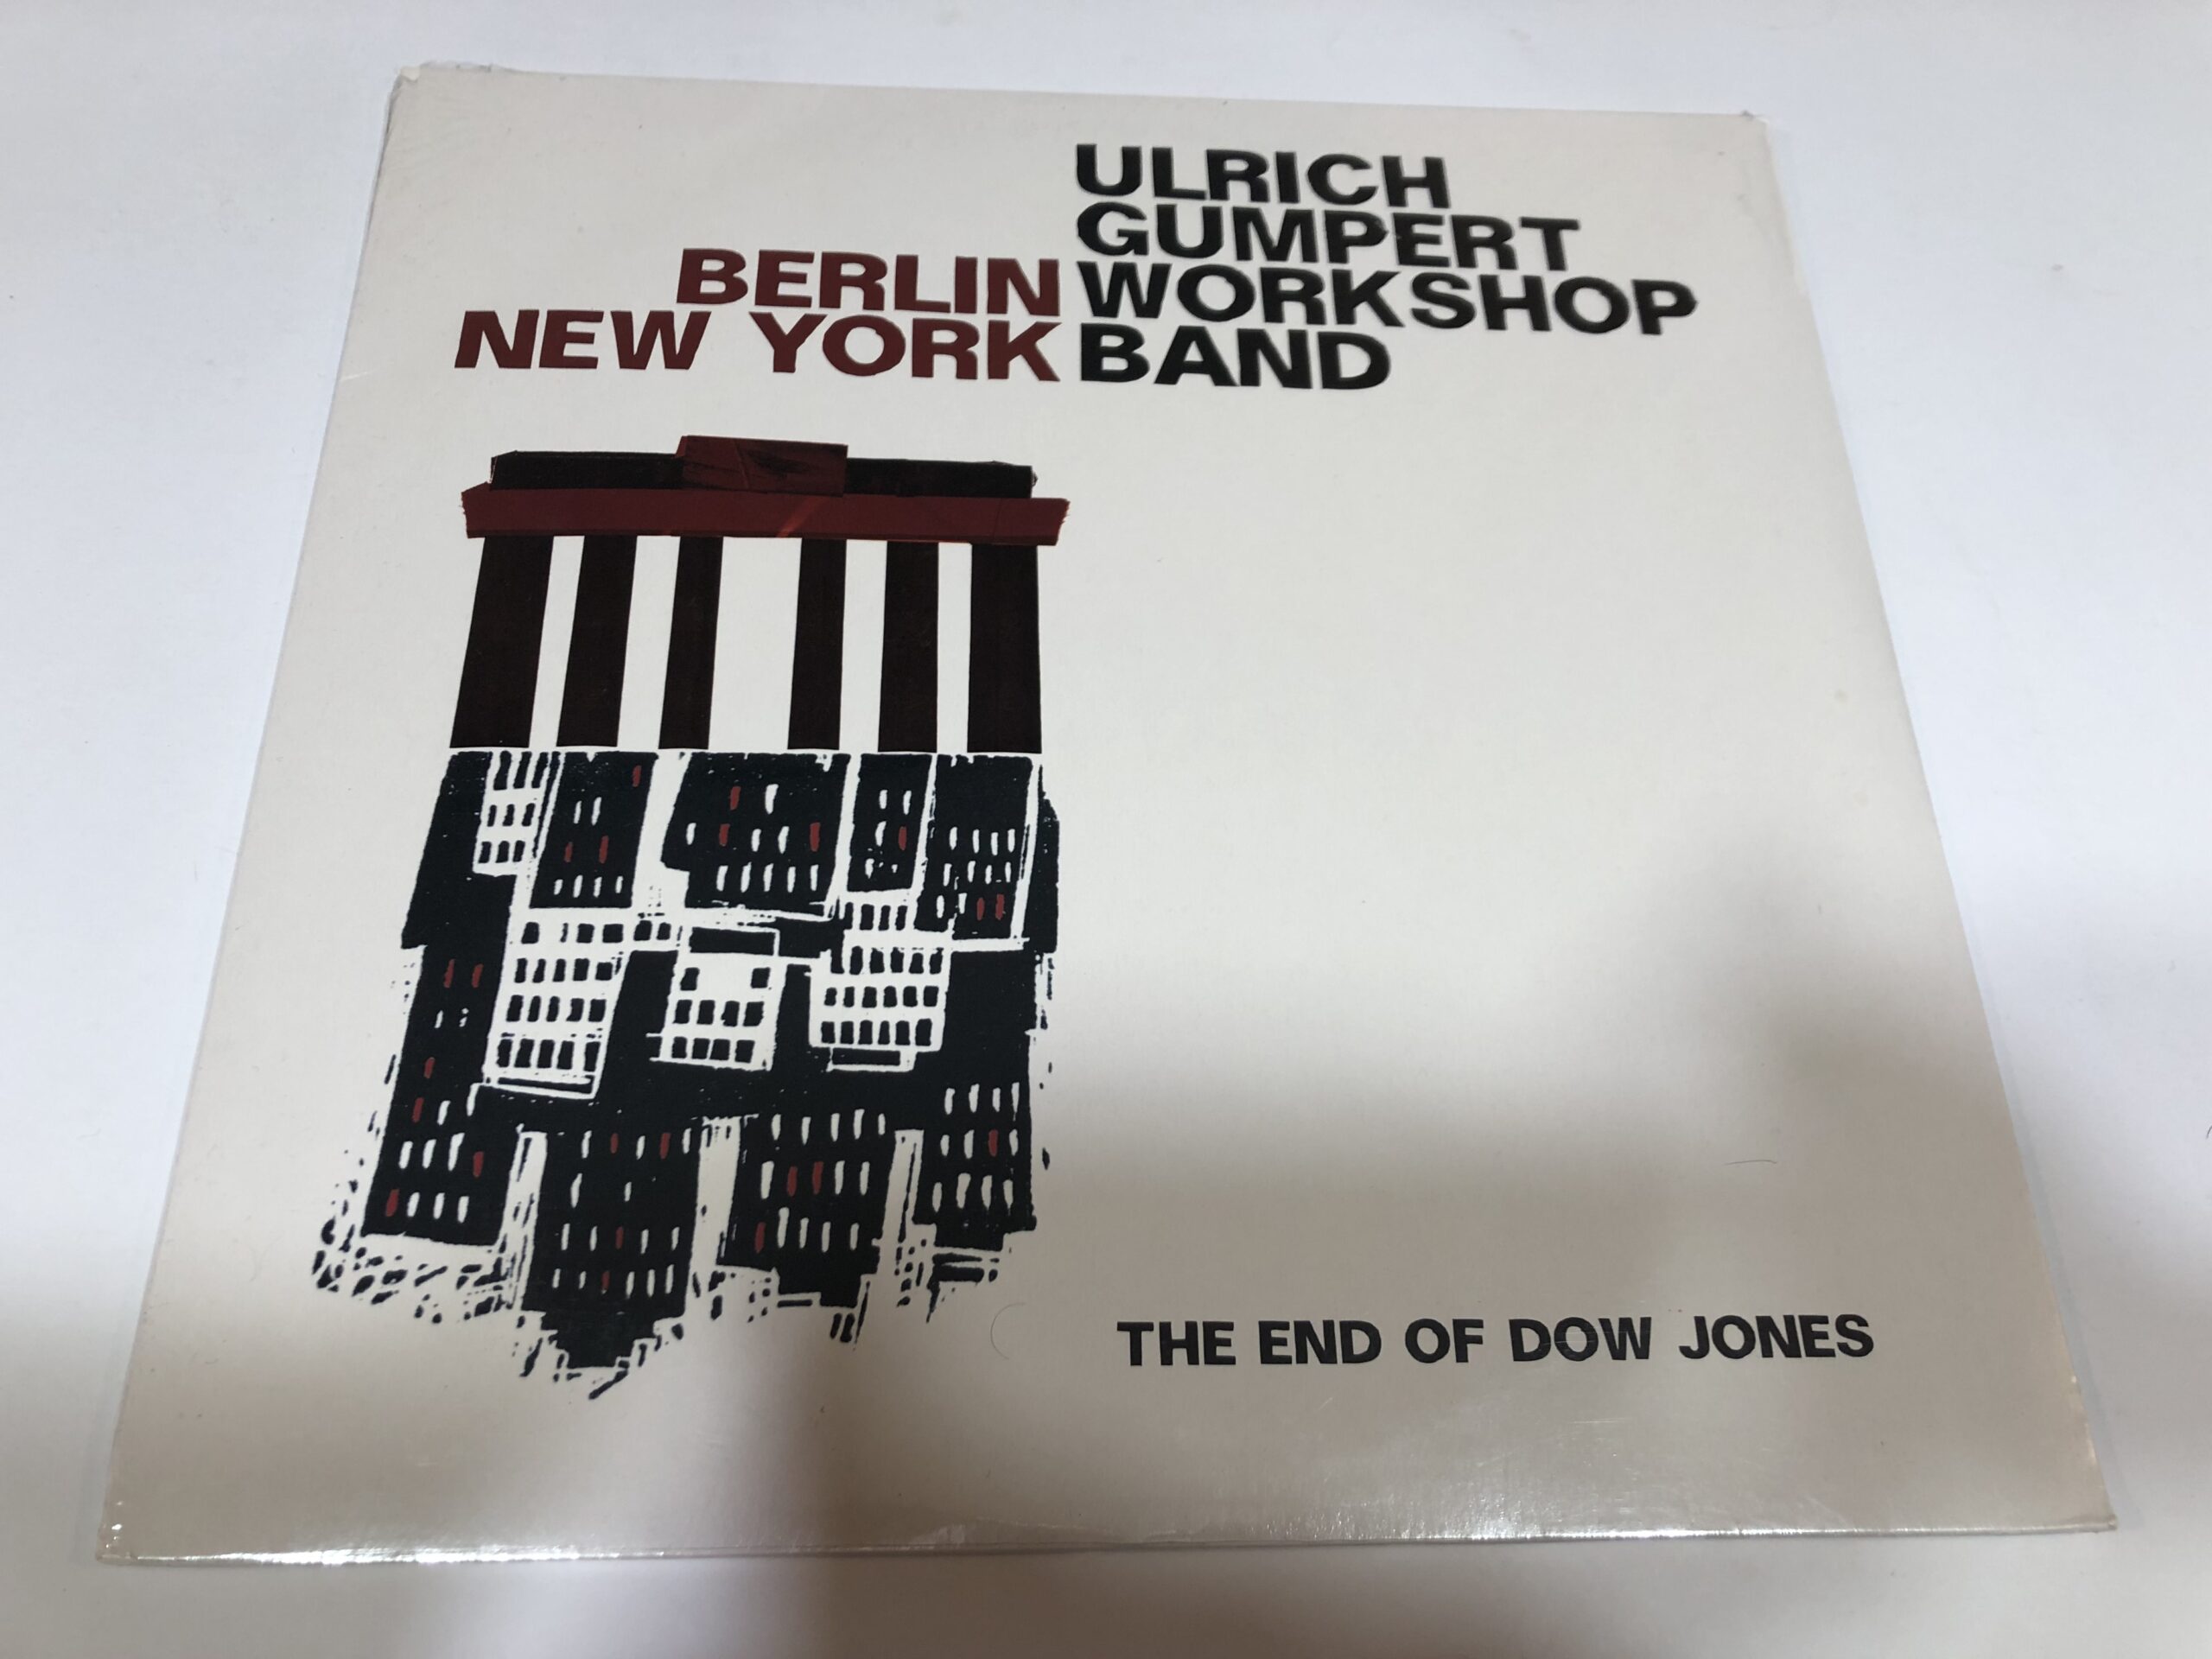 ULRICH
GUMPERT
BERLIN WORKSHOP
NEW YORK BAND
THE END OF DOW JONES